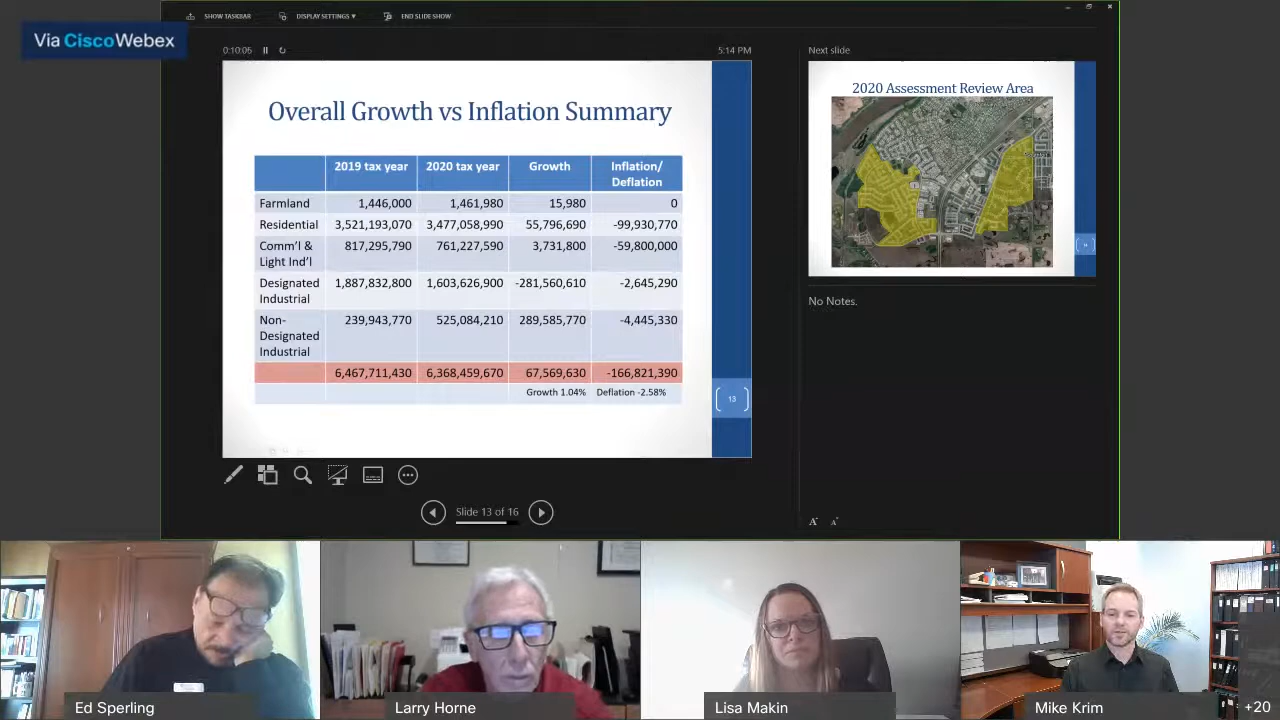 SHOW TASKBAR DISPLAY SETTINGS ▾ END SLIDE SHOW
Via CiscoWebex
0:10:05 5:14 PM Next slide
Overall Growth vs Inflation Summary
2019 tax year 2020 tax year Growth Inflation/
Deflation
Farmland 1,446,000 1,461,980 15,980 0
Residential 3,521,193,070 3,477,058,990 55,796,690 -99,930,770
Comm'l & 817,295,790 761,227,590 3,731,800 -59,800,000
Light Ind'l
Designated 1,887,832,800 1,603,626,900 -281,560,610 -2,645,290
Industrial
Non- 239,943,770 525,084,210 289,585,770 -4,445,330
Designated
Industrial
6,467,711,430 6,368,459,670 67,569,630 -166,821,390
Growth 1.04% Deflation -2.58%
13
2020 Assessment Review Area
No Notes.
Slide 13 of 16
A A
Ed Sperling
Larry Horne
Lisa Makin
Mike Krim
+20